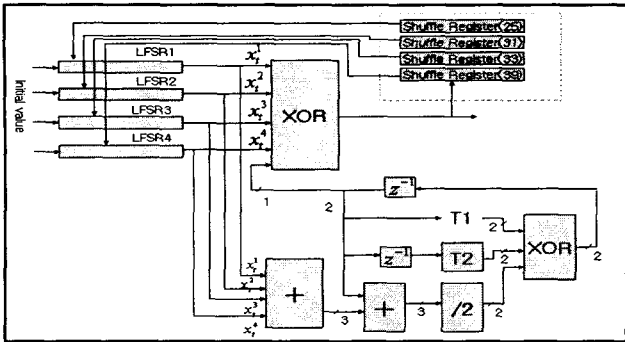 Shuffle Register(25)
Shuffle Register(31)
Shuffle Register(33)
Shuffle Register(39)
Initial value
LFSR1
LFSR2
LFSR3
LFSR4
x_t^1
x_t^2
x_t^3
x_t^4
XOR
1
2
z^{-1}
T1
2
z^{-1}
T2
2
XOR
2
x_t^1
x_t^2
x_t^3
x_t^4
+
3
+
3
/2
2